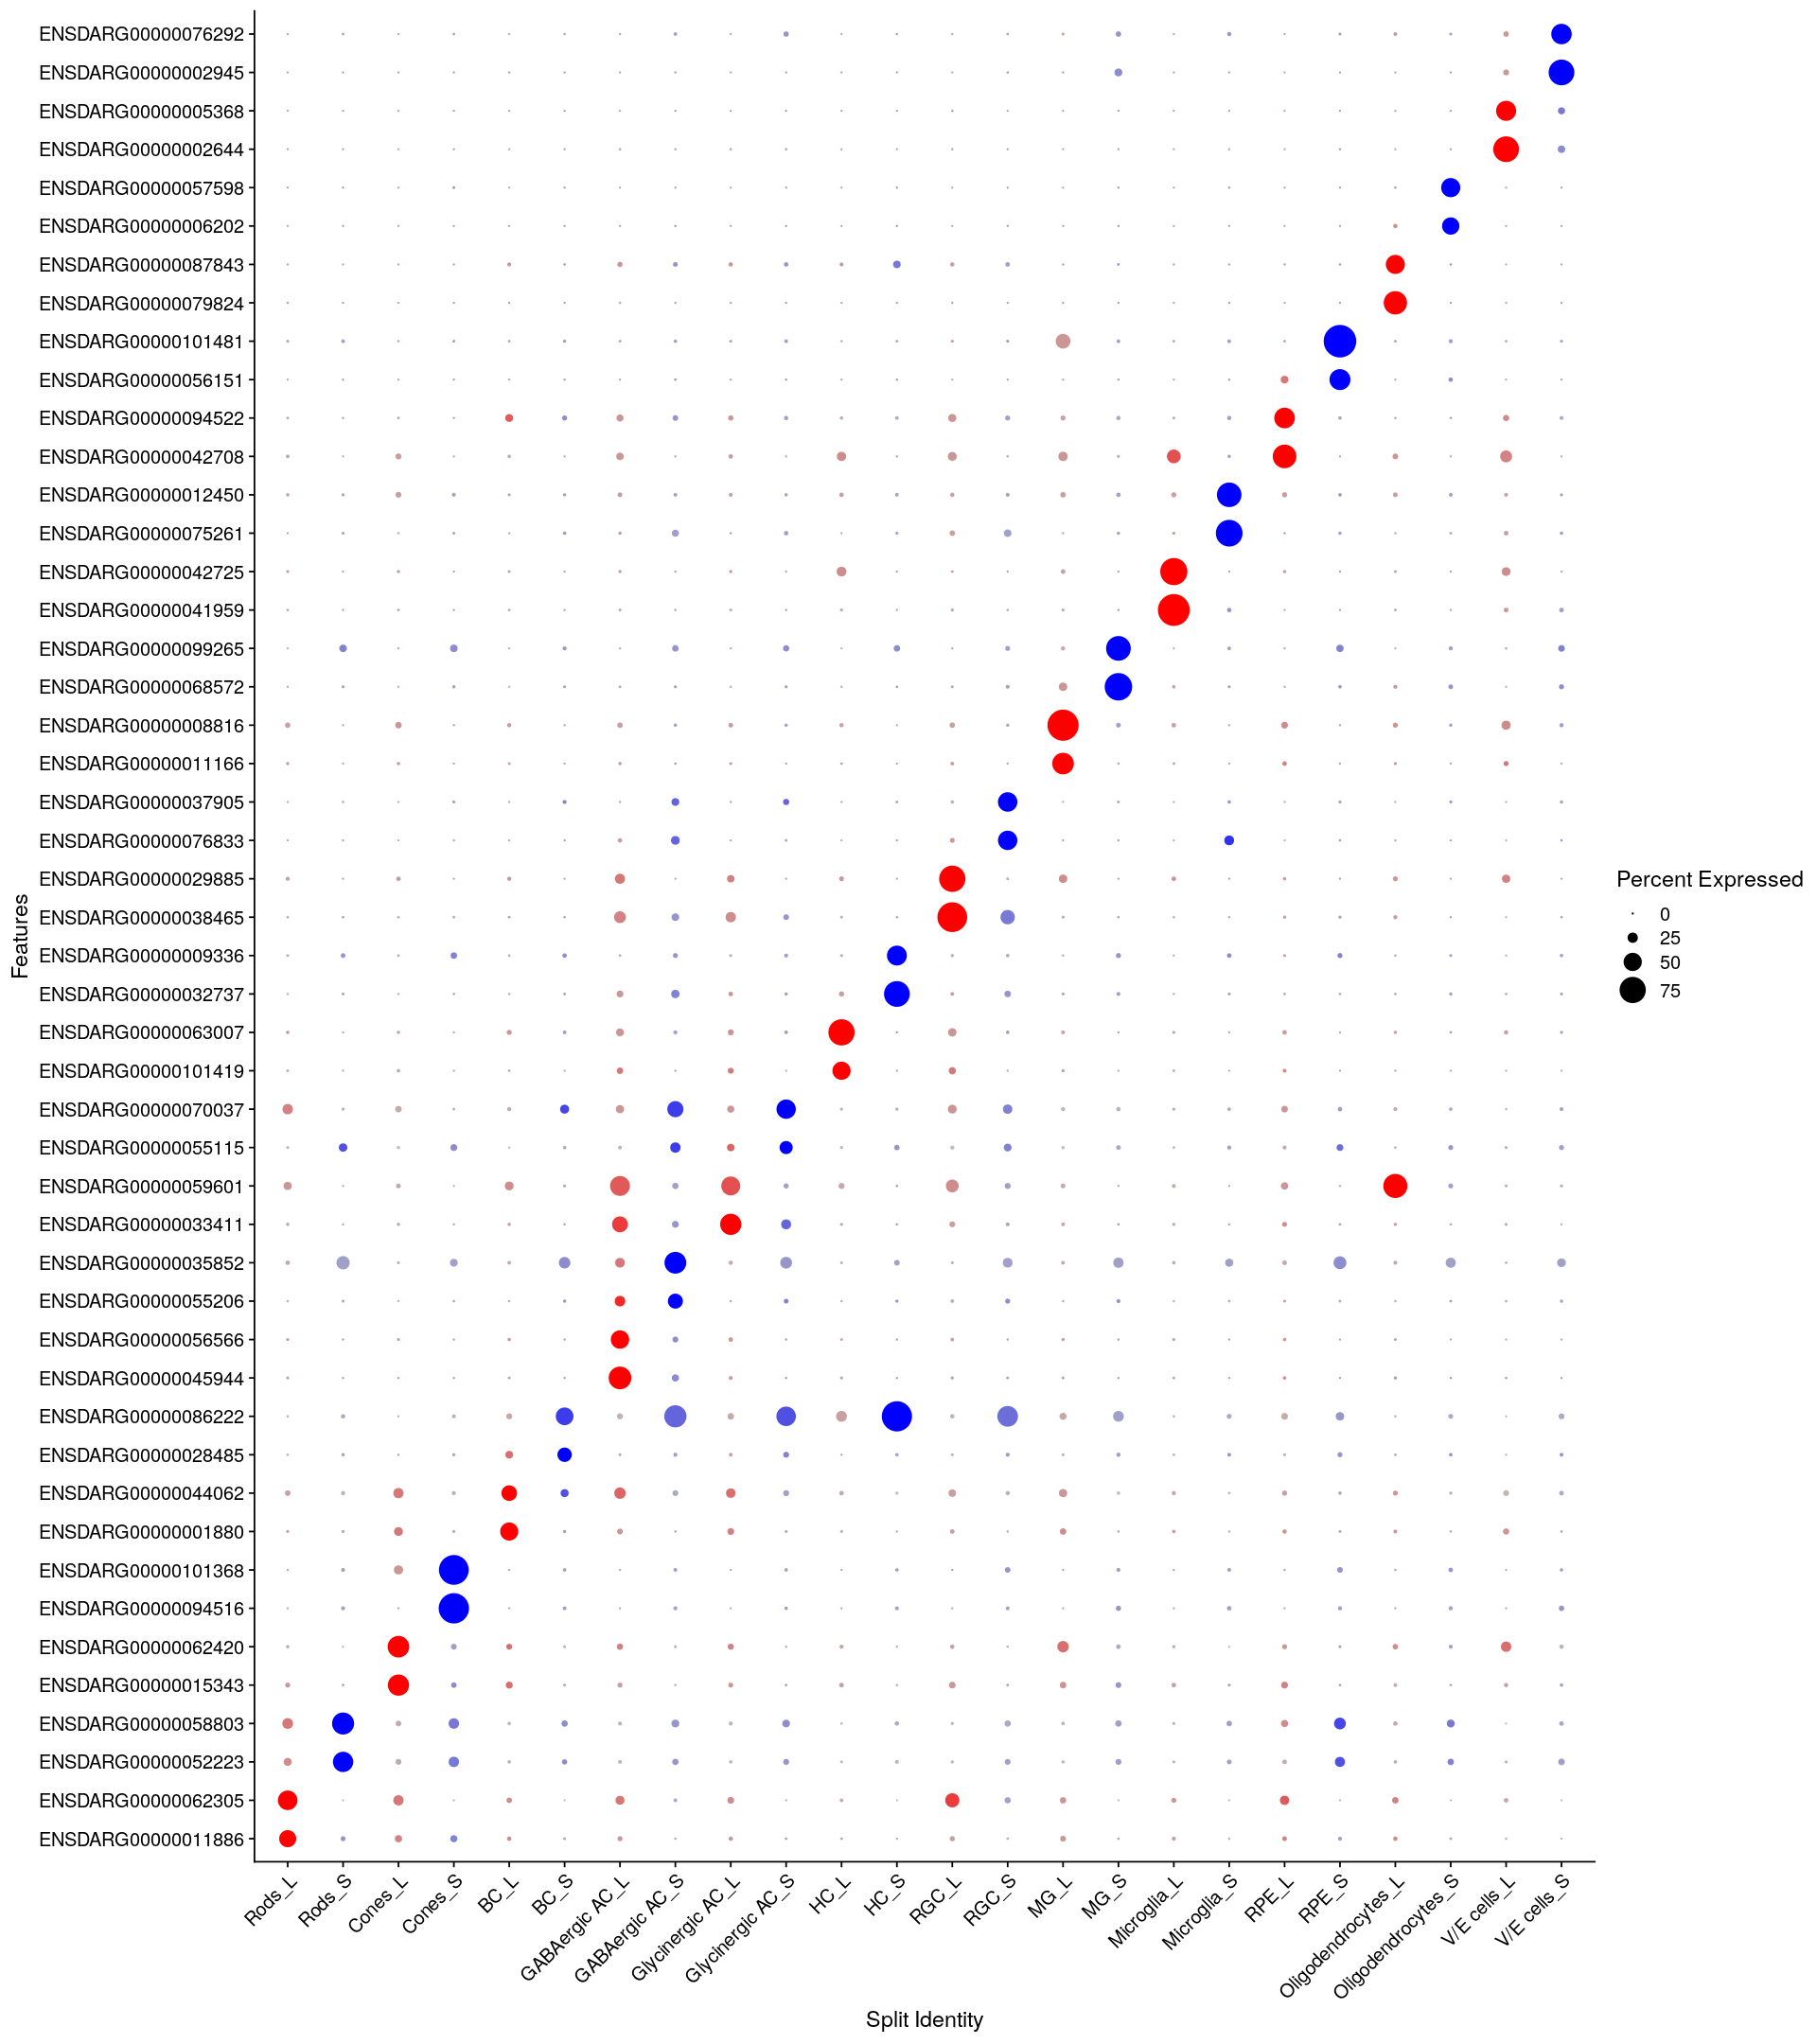 ENSDARG00000076292
ENSDARG00000002945
ENSDARG00000005368
ENSDARG00000002644
ENSDARG00000057598
ENSDARG00000006202
ENSDARG00000087843
ENSDARG00000079824
ENSDARG00000101481
ENSDARG00000056151
ENSDARG00000094522
ENSDARG00000042708
ENSDARG00000012450
ENSDARG00000075261
ENSDARG00000042725
ENSDARG00000041959
ENSDARG00000099265
ENSDARG00000068572
ENSDARG00000008816
ENSDARG00000011166
ENSDARG00000037905
ENSDARG00000076833
ENSDARG00000029885
ENSDARG00000038465
ENSDARG00000009336
ENSDARG00000032737
ENSDARG00000063007
ENSDARG00000101419
ENSDARG00000070037
ENSDARG00000055115
ENSDARG00000059601
ENSDARG00000033411
ENSDARG00000035852
ENSDARG00000055206
ENSDARG00000056566
ENSDARG00000045944
ENSDARG00000086222
ENSDARG00000028485
ENSDARG00000044062
ENSDARG00000001880
ENSDARG00000101368
ENSDARG00000094516
ENSDARG00000062420
ENSDARG00000015343
ENSDARG00000058803
ENSDARG00000052223
ENSDARG00000062305
ENSDARG00000011886
Features
Rods_L
Rods_S
Cones_L
Cones_S
BC_L
BC_S
GABAergic AC_L
GABAergic AC_S
Glycinergic AC_L
Glycinergic AC_S
HC_L
HC_S
RGC_L
RGC_S
MG_L
MG_S
Microglia_L
Microglia_S
RPE_L
RPE_S
Oligodendrocytes_L
Oligodendrocytes_S
V/E cells_L
V/E cells_S
Split Identity
Percent Expressed
0
25
50
75